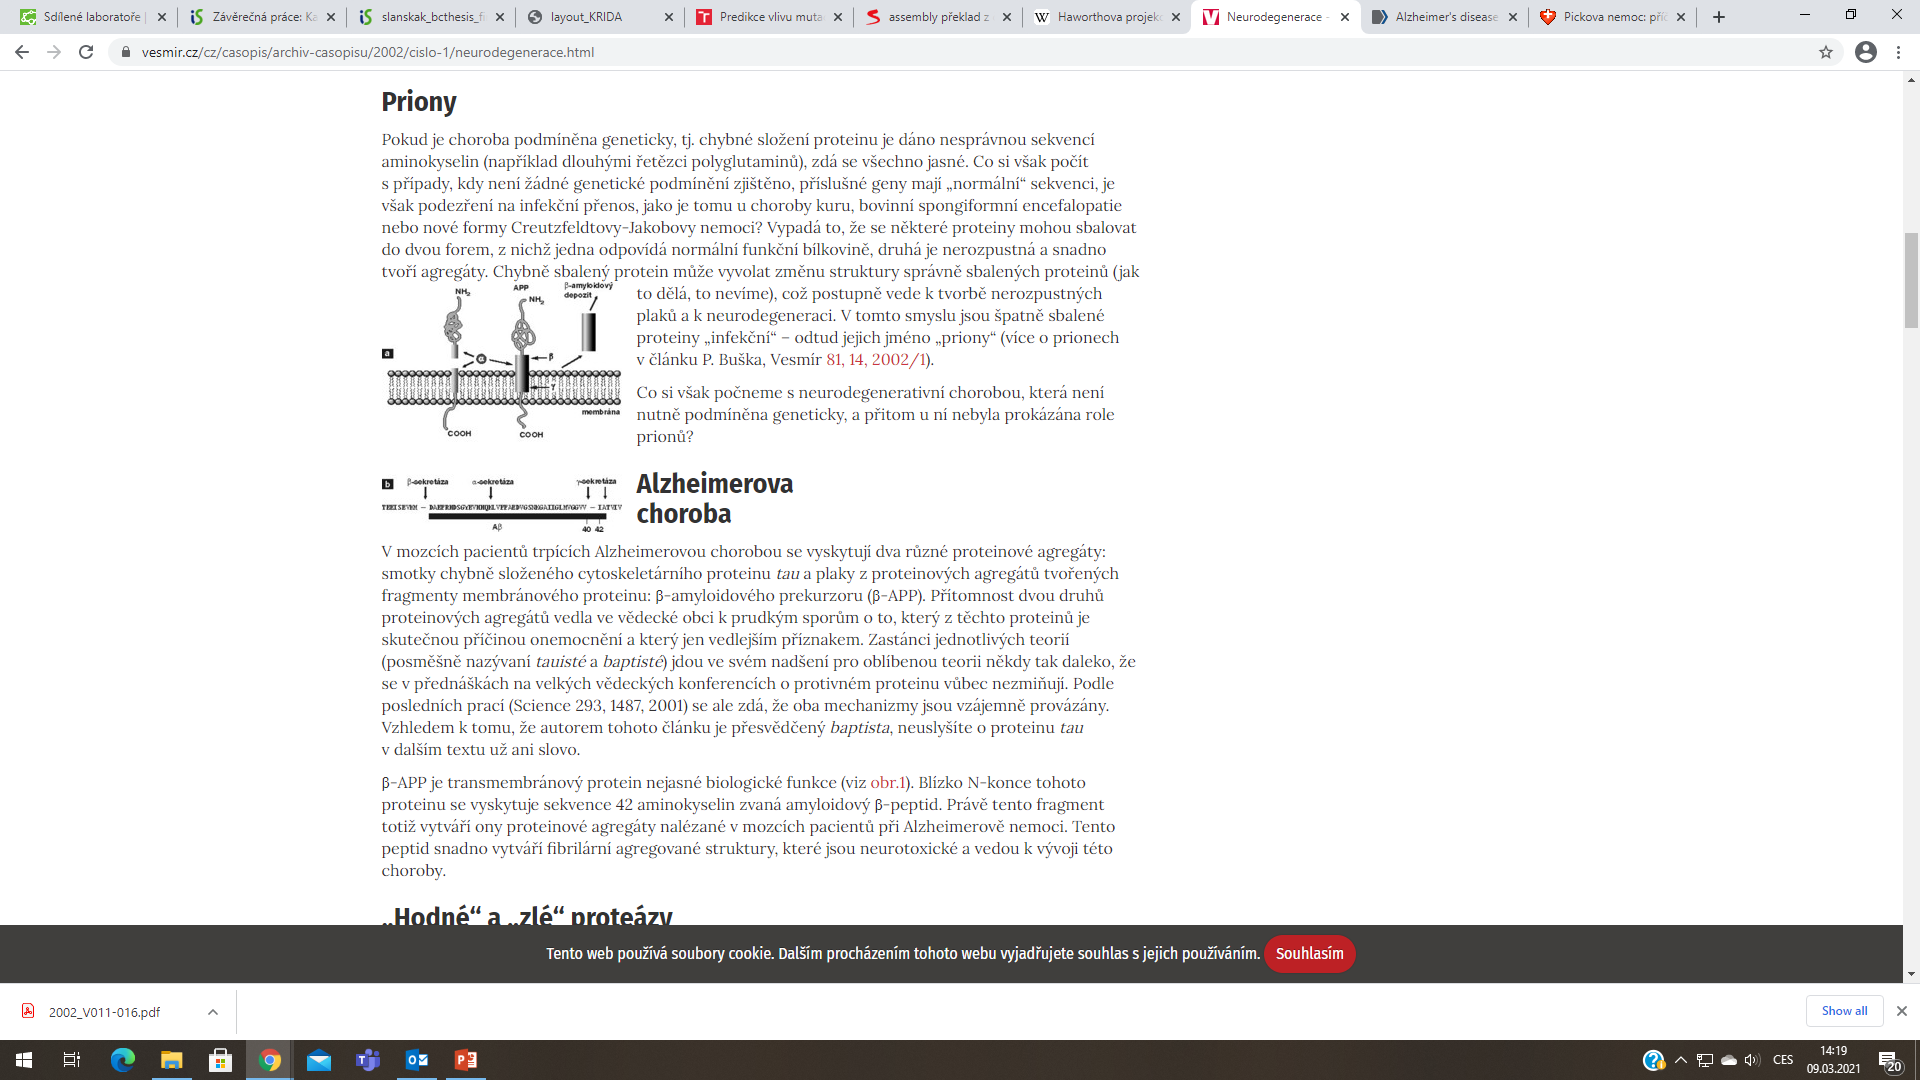 Sdílené laboratoře
Závěrečná práce: Ka
slanskak_bcthesis_fi
layout_KRIDA
Predikce vlivu muta
assembly překlad z
Haworthova projek
Neurodegenerace -
Alzheimer's disease
Pickova nemoc: příč
vesmir.cz/cz/casopis/archiv-casopisu/2002/cislo-1/neurodegenerace.html
Priony
Pokud je choroba podmíněna geneticky, tj. chybné složení proteinu je dáno nesprávnou sekvencí
aminokyselin (například dlouhými řetězci polyglutaminů), zdá se všechno jasné. Co si však počít
s případy, kdy není žádné genetické podmínění zjištěno, příslušné geny mají „normální“ sekvenci, je
však podezření na infekční přenos, jako je tomu u choroby kuru, bovinní spongiformní encefalopatie
nebo nové formy Creutzfeldtovy-Jakobovy nemoci? Vypadá to, že se některé proteiny mohou sbalovat
do dvou forem, z nichž jedna odpovídá normální funkční bílkovině, druhá je nerozpustná a snadno
tvoří agregáty. Chybně sbalený protein může vyvolat změnu struktury správně sbalených proteinů (jak
to dělá, to nevíme), což postupně vede k tvorbě nerozpustných
plaků a k neurodegeneraci. V tomto smyslu jsou špatně sbalené
proteiny „infekční“ – odtud jejich jméno „priony“ (více o prionech
v článku P. Buška, Vesmír 81, 14, 2002/1).
a
NH2
APP
NH2
β-amyloidový
depozit
α
β
γ
membrána
COOH
COOH
Co si však počneme s neurodegenerativní chorobou, která není
nutně podmíněna geneticky, a přitom u ní nebyla prokázána role
prionů?
b
β-sekretáza
α-sekretáza
γ-sekretáza
Aβ
40 42
Alzheimerova
choroba
V mozcích pacientů trpících Alzheimerovou chorobou se vyskytují dva různé proteinové agregáty:
smotky chybně složeného cytoskeletárního proteinu tau a plaky z proteinových agregátů tvořených
fragmenty membránového proteinu: β-amyloidového prekurzoru (β-APP). Přítomnost dvou druhů
proteinových agregátů vedla ve vědecké obci k prudkým sporům o to, který z těchto proteinů je
skutečnou příčinou onemocnění a který jen vedlejším příznakem. Zastánci jednotlivých teorií
(posměšně nazývaní tauisté a baptisté) jdou ve svém nadšení pro oblíbenou teorii někdy tak daleko, že
se v přednáškách na velkých vědeckých konferencích o protivném proteinu vůbec nezmiňují. Podle
posledních prací (Science 293, 1487, 2001) se ale zdá, že oba mechanizmy jsou vzájemně provázány.
Vzhledem k tomu, že autorem tohoto článku je přesvědčený baptista, neuslyšíte o proteinu tau
v dalším textu už ani slovo.
β-APP je transmembránový protein nejasné biologické funkce (viz obr.1). Blízko N-konce tohoto
proteinu se vyskytuje sekvence 42 aminokyselin zvaná amyloidový β-peptid. Právě tento fragment
totiž vytváří ony proteinové agregáty nalézané v mozcích pacientů při Alzheimerově nemoci. Tento
peptid snadno vytváří fibrilární agregované struktury, které jsou neurotoxické a vedou k vývoji této
choroby.
„Hodné“ a „zlé“ proteázy
Tento web používá soubory cookie. Dalším procházením tohoto webu vyjadřujete souhlas s jejich používáním.
Souhlasím
2002_V011-016.pdf
Show all
CES
14:19
09.03.2021
20